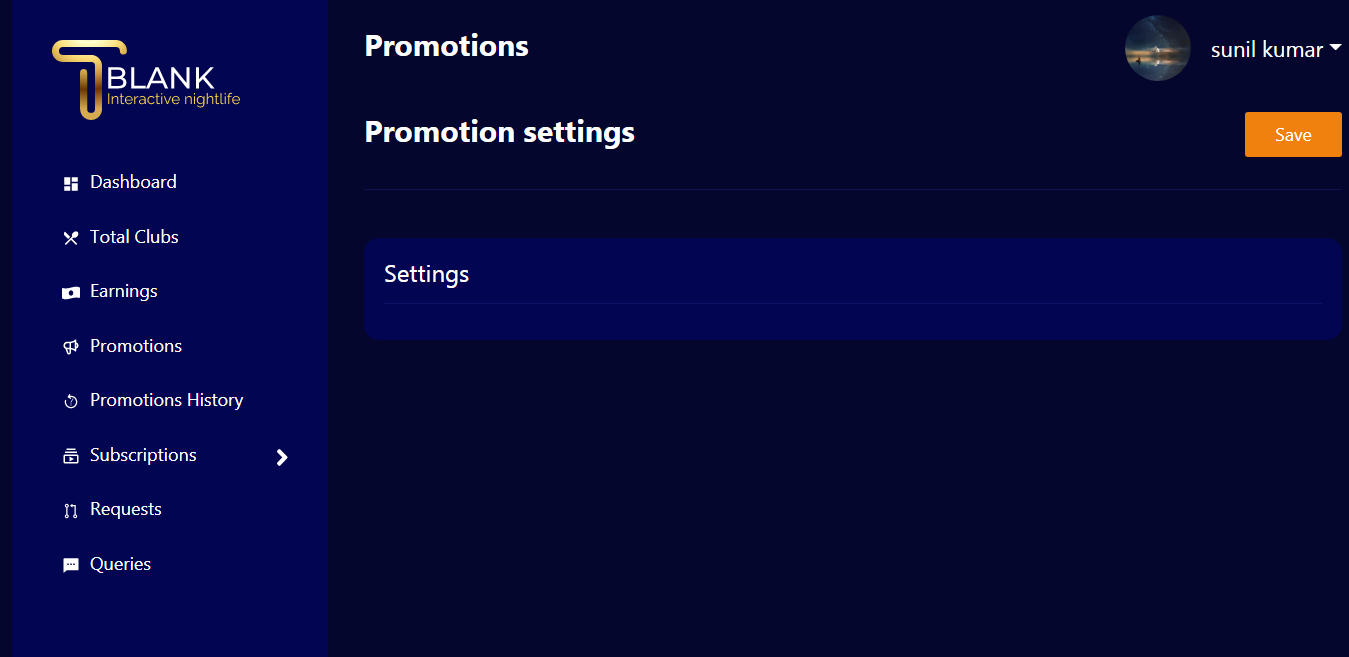 BLANK
Interactive nightlife
Dashboard
Total Clubs
Earnings
Promotions
Promotions History
Subscriptions
Requests
Queries
Promotions
sunil kumar
Promotion settings
Save
Settings